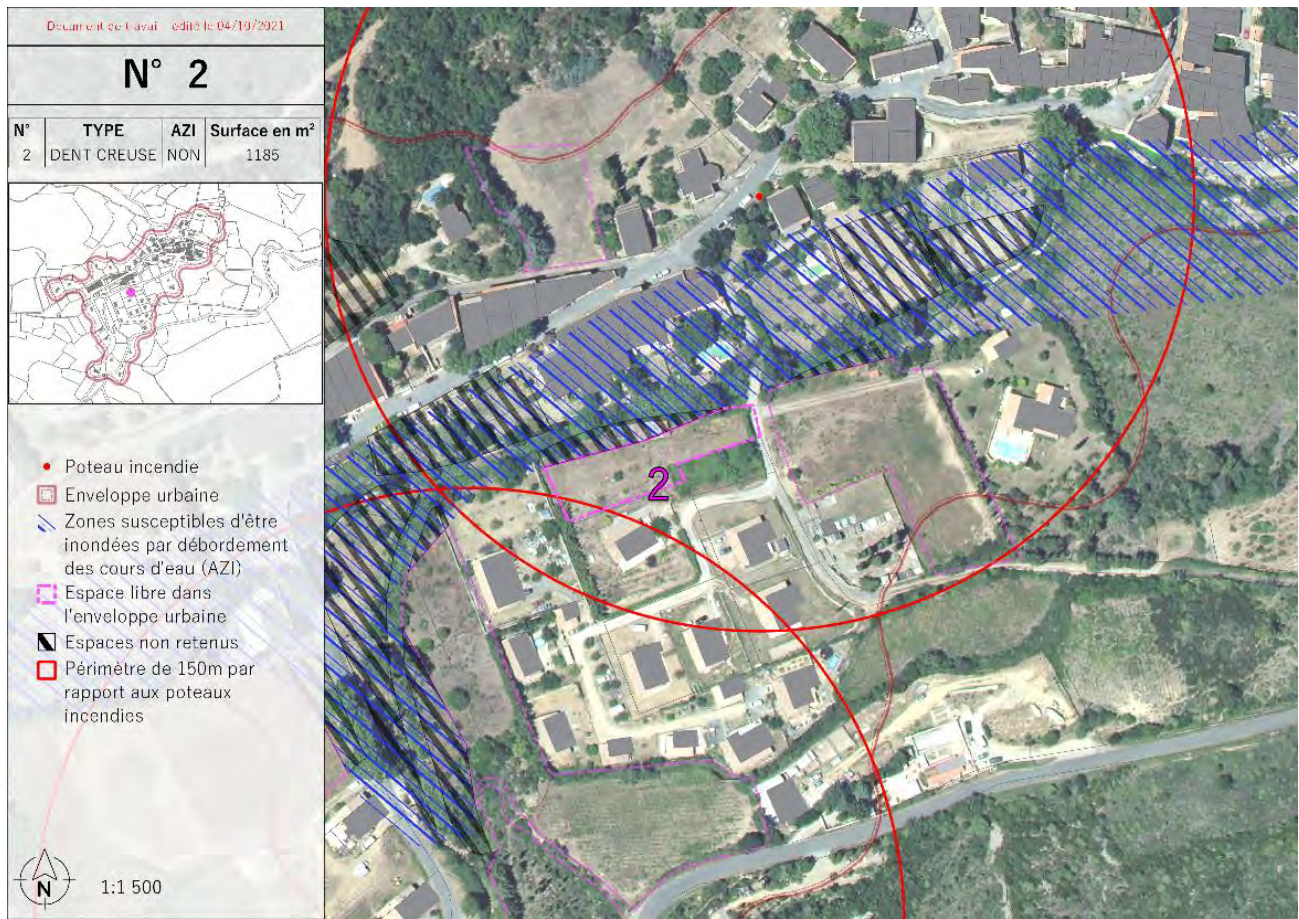 Document de travail édité le 04/10/2021
N° 2
N° TYPE AZI Surface en m²
2 DENT CREUSE NON 1185
Poteau incendie
Enveloppe urbaine
Zones susceptibles d'être
inondées par débordement
des cours d'eau (AZI)
Espace libre dans
l'enveloppe urbaine
Espaces non retenus
Périmètre de 150m par
rapport aux poteaux
incendies
N
1:1 500
2